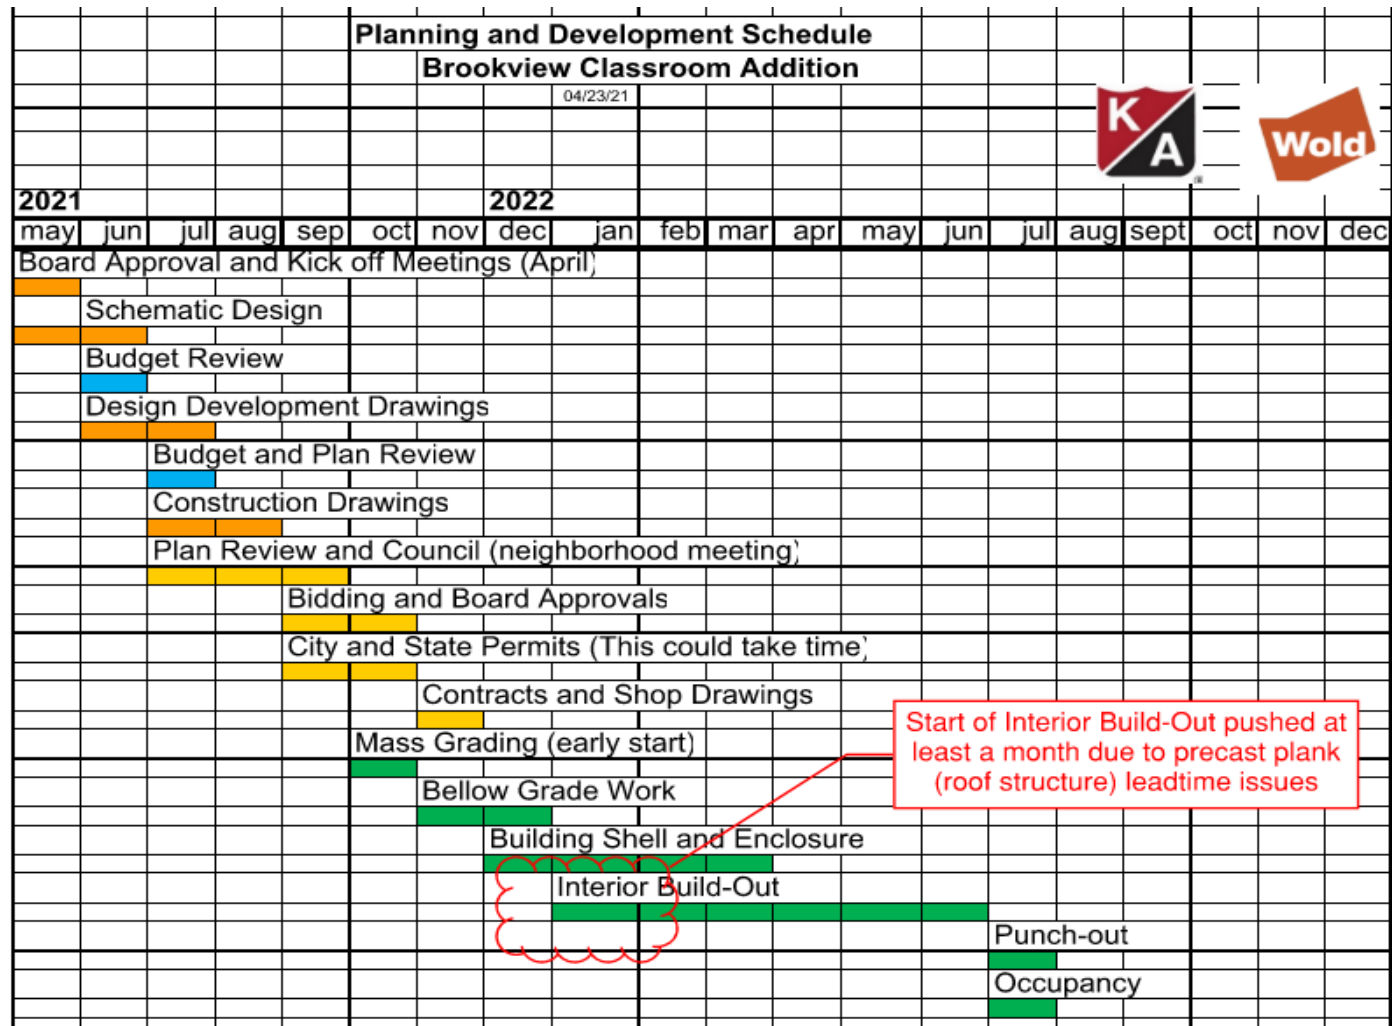 Planning and Development Schedule
Brookview Classroom Addition
04/23/21
K A
Wold
2021 2022
may jun jul aug sep oct nov dec jan feb mar apr may jun jul aug sept oct nov dec
Board Approval and Kick off Meetings (April)
Schematic Design
Budget Review
Design Development Drawings
Budget and Plan Review
Construction Drawings
Plan Review and Council (neighborhood meeting)
Bidding and Board Approvals
City and State Permits (This could take time)
Contracts and Shop Drawings
Start of Interior Build-Out pushed at
least a month due to precast plank
(roof structure) leadtime issues
Mass Grading (early start)
Bellow Grade Work
Building Shell and Enclosure
Interior Build-Out
Punch-out
Occupancy